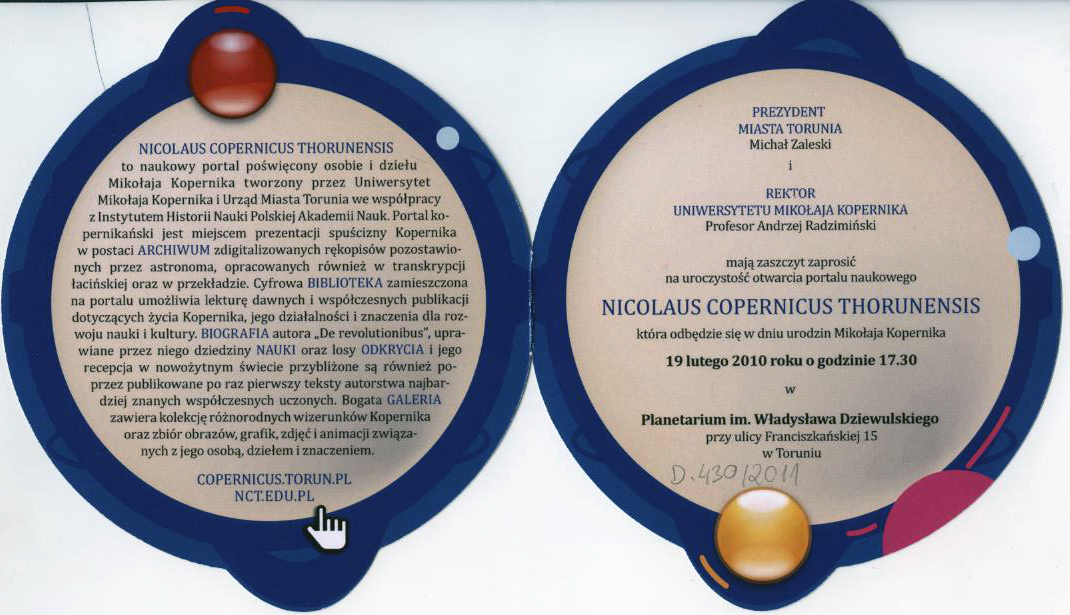 NICOLAUS COPERNICUS THORUNENSIS
to naukowy portal poświęcony osobie i dziełu
Mikołaja Kopernika tworzony przez Uniwersytet
Mikołaja Kopernika i Urząd Miasta Torunia we współpracy
z Instytutem Historii Nauki Polskiej Akademii Nauk. Portal ko-
pernikański jest miejscem prezentacji spuścizny Kopernika
w postaci ARCHIWUM zdigitalizowanych rękopisów pozostawio-
nych przez astronoma, opracowanych również w transkrypcji
łacińskiej oraz w przekładzie. Cyfrowa BIBLIOTEKA zamieszczona
na portalu umożliwia lekturę dawnych i współczesnych publikacji
dotyczących życia Kopernika, jego działalności i znaczenia dla roz-
woju nauki i kultury. BIOGRAFIA autora „De revolutionibus”, upra-
wiane przez niego dziedziny NAUKI oraz losy ODKRYCIA i jego
recepcja w nowożytnym świecie przybliżone są również po-
przez publikowane po raz pierwszy teksty autorstwa najbar-
dziej znanych współczesnych uczonych. Bogata GALERIA
zawiera kolekcję różnorodnych wizerunków Kopernika
oraz zbiór obrazów, grafik, zdjęć i animacji związa-
nych z jego osobą, dziełem i znaczeniem.
COPERNICUS.TORUN.PL
NCT.EDU.PL
PREZYDENT
MIASTA TORUNIA
Michał Zaleski
i
REKTOR
UNIWERSYTETU MIKOŁAJA KOPERNIKA
Profesor Andrzej Radzimiński
mają zaszczyt zaprosić
na uroczystość otwarcia portalu naukowego
NICOLAUS COPERNICUS THORUNENSIS
która odbędzie się w dniu urodzin Mikołaja Kopernika
19 lutego 2010 roku o godzinie 17.30
w
Planetarium im. Władysława Dziewulskiego
przy ulicy Franciszkańskiej 15
w Toruniu
D.430/2011